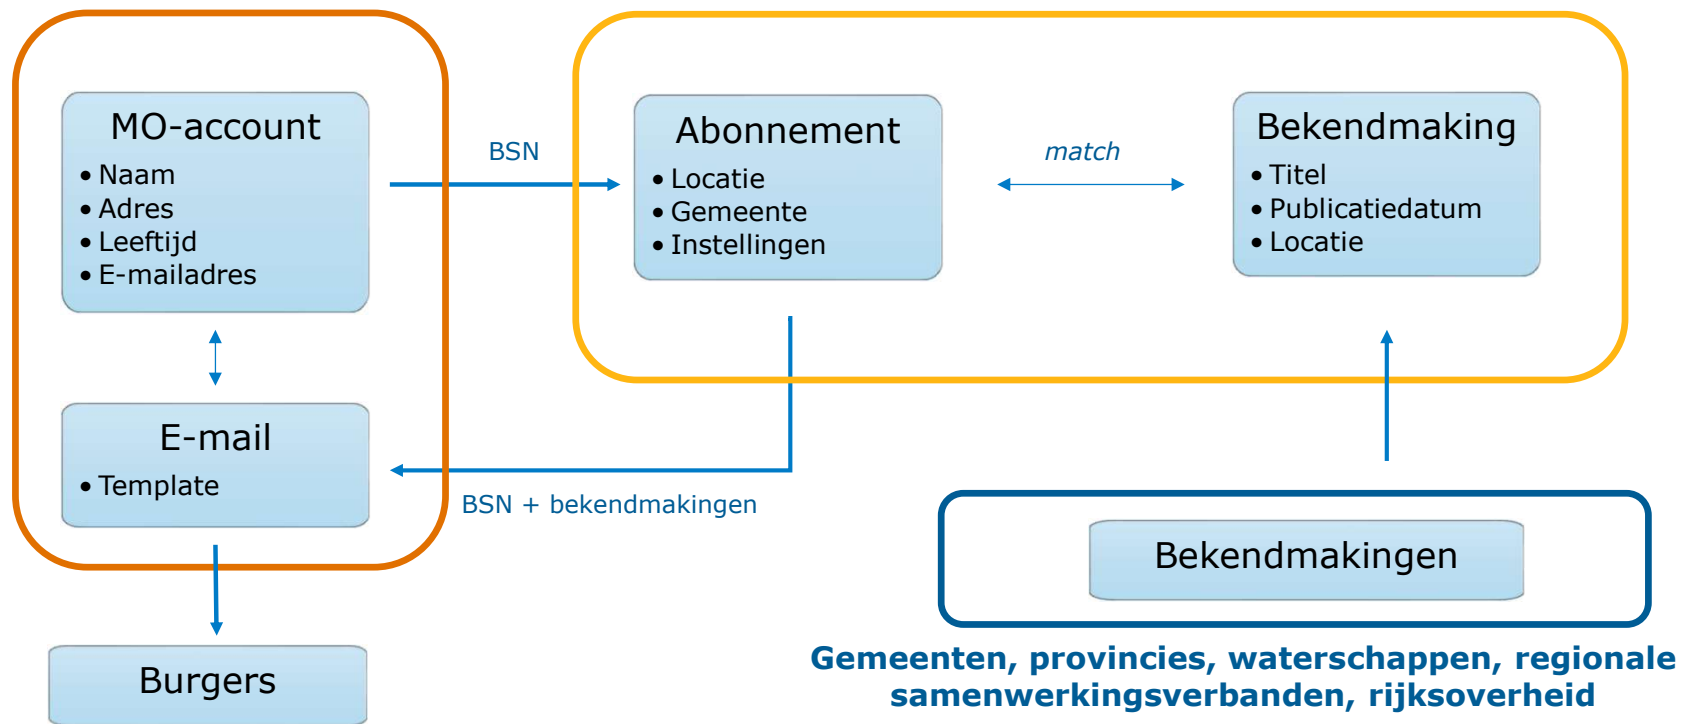 MO-account
• Naam
• Adres
• Leeftijd
• E-mailadres
BSN
Abonnement
• Locatie
• Gemeente
• Instellingen
match
Bekendmaking
• Titel
• Publicatiedatum
• Locatie
E-mail
• Template
BSN + bekendmakingen
Bekendmakingen
Gemeenten, provincies, waterschappen, regionale
samenwerkingsverbanden, rijksoverheid
Burgers